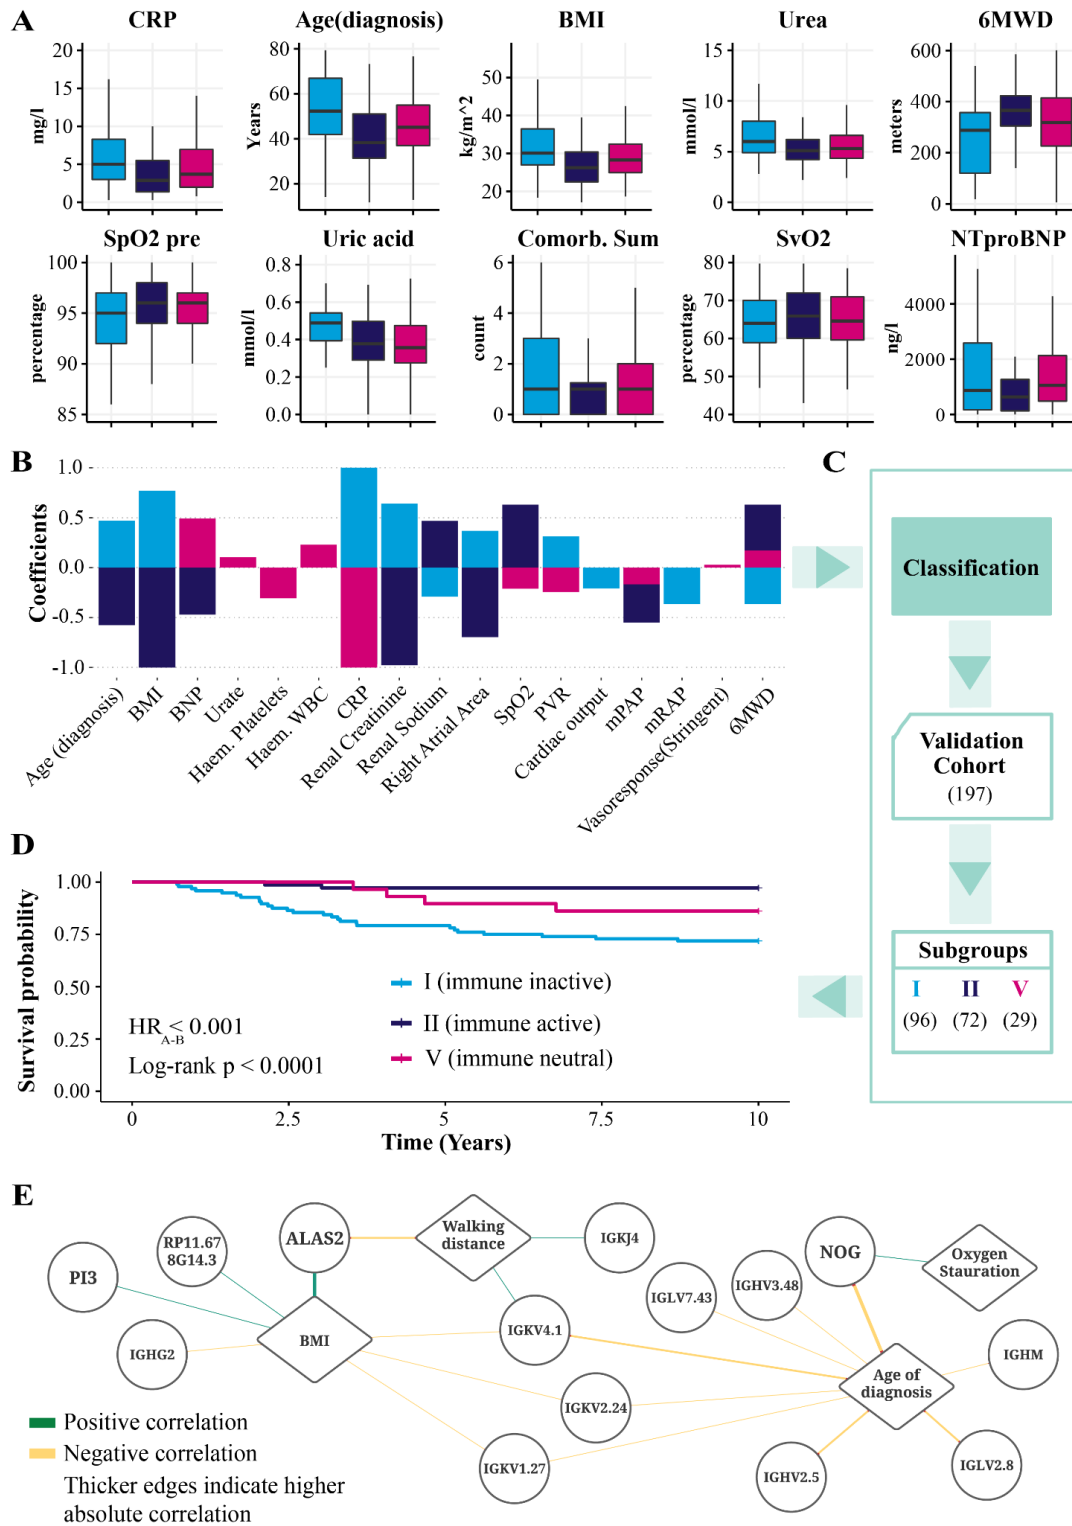 A
CRP
Age(diagnosis)
BMI
Urea
6MWD
mg/l
20
15
10
5
0
Years
80
60
40
20
kg/m^2
50
40
30
20
mmol/l
15
10
5
0
meters
600
400
200
0
SpO2 pre
Uric acid
Comorb. Sum
SvO2
NTproBNP
percentage
100
95
90
85
mmol/l
0.8
0.6
0.4
0.2
0.0
count
6
4
2
0
percentage
80
70
60
50
40
ng/l
4000
2000
0
B
Coefficients
1.0
0.5
0.0
-0.5
-1.0
Age (diagnosis)
BMI
BNP
Urate
Haem. Platelets
Haem. WBC
CRP
Renal Creatinine
Renal Sodium
Right Atrial Area
SpO2
PVR
Cardiac output
mPAP
mRAP
Vasoresponse(Stringent)
6MWD
C
Classification
Validation
Cohort
(197)
Subgroups
I II V
(96) (72) (29)
D
Survival probability
1.00
0.75
0.50
0.25
0.00
I (immune inactive)
II (immune active)
V (immune neutral)
HR A-B < 0.001
Log-rank p < 0.0001
0 2.5 5 7.5 10
Time (Years)
E
PI3
RP11.67
8G14.3
ALAS2
Walking
distance
IGKJ4
NOG
Oxygen
Stauration
IGHG2
BMI
IGKV4.1
IGLV7.43
IGHV3.48
IGHM
Age of
diagnosis
IGKV2.24
IGKV1.27
IGHV2.5
IGLV2.8
Positive correlation
Negative correlation
Thicker edges indicate higher
absolute correlation